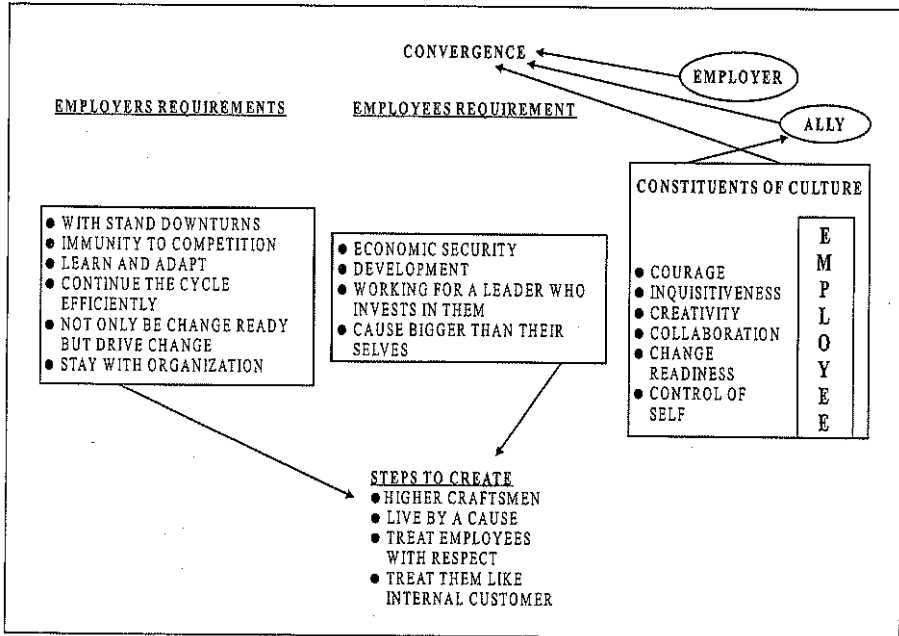 CONVERGENCE
EMPLOYER
ALLY
EMPLOYERS REQUIREMENTS
EMPLOYEES REQUIREMENT
● WITH STAND DOWNTURNS
● IMMUNITY TO COMPETITION
● LEARN AND ADAPT
● CONTINUE THE CYCLE
EFFICIENTLY
● NOT ONLY BE CHANGE READY
BUT DRIVE CHANGE
● STAY WITH ORGANIZATION
● ECONOMIC SECURITY
● DEVELOPMENT
● WORKING FOR A LEADER WHO
INVESTS IN THEM
● CAUSE BIGGER THAN THEIR
SELVES
CONSTITUENTS OF CULTURE
● COURAGE
● INQUISITIVENESS
● CREATIVITY
● COLLABORATION
● CHANGE
READINESS
● CONTROL OF
SELF
E
M
P
L
O
Y
E
E
STEPS TO CREATE
● HIGHER CRAFTSMEN
● LIVE BY A CAUSE
● TREAT EMPLOYEES
WITH RESPECT
● TREAT THEM LIKE
INTERNAL CUSTOMER